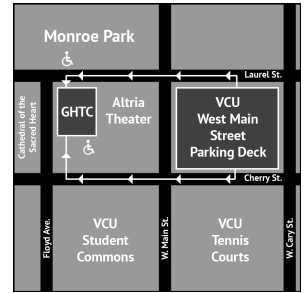 Monroe Park
Laurel St.
Cathedral of the
Sacred Heart
GHTC
Altria
Theater
VCU
West Main
Street
Parking Deck
Cherry St.
Floyd Ave.
VCU
Student
Commons
W. Main St.
VCU
Tennis
Courts
W. Cary St.